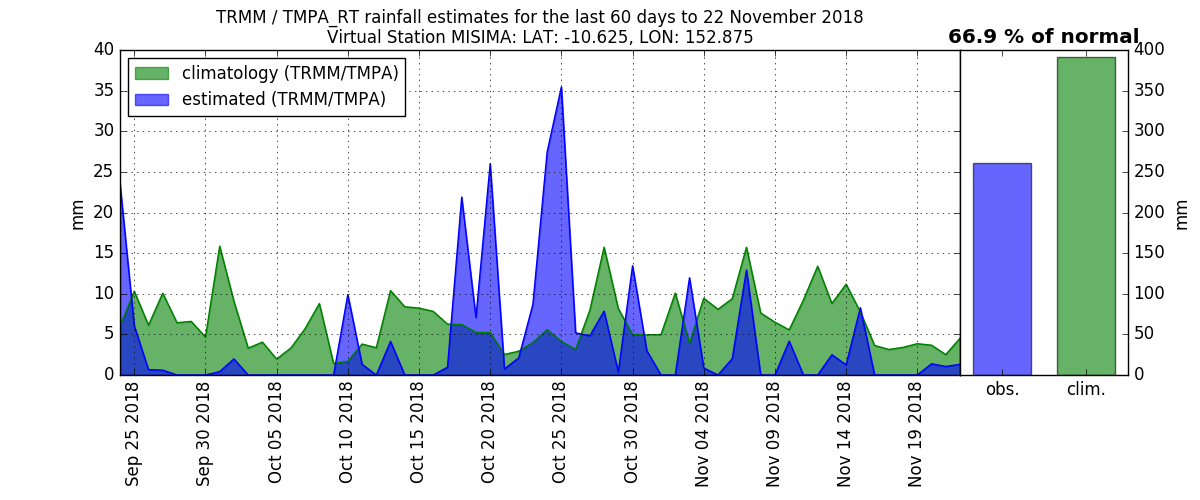 TRMM / TMPA_RT rainfall estimates for the last 60 days to 22 November 2018
Virtual Station MISIMA: LAT: -10.625, LON: 152.875
66.9 % of normal
climatology (TRMM/TMPA)
estimated (TRMM/TMPA)
40
35
30
25
20
15
10
5
0
mm
400
350
300
250
200
150
100
50
0
mm
Sep 25 2018
Sep 30 2018
Oct 05 2018
Oct 10 2018
Oct 15 2018
Oct 20 2018
Oct 25 2018
Oct 30 2018
Nov 04 2018
Nov 09 2018
Nov 14 2018
Nov 19 2018
obs.
clim.